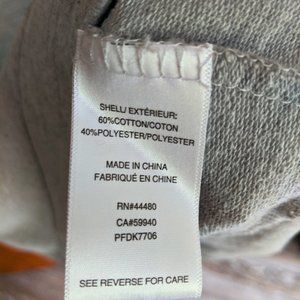 SHELL/ EXTÉRIEUR:
60%COTTON/COTON
40%POLYESTER/POLYESTER
MADE IN CHINA
FABRIQUÉ EN CHINE
RN#44480
CA#59940
PFDK7706
SEE REVERSE FOR CARE